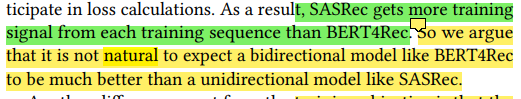 ticipate in loss calculations. As a result, SASRec gets more training
signal from each training sequence than BERT4Rec. So we argue
that it is not natural to expect a bidirectional model like BERT4Rec
to be much better than a unidirectional model like SASRec.